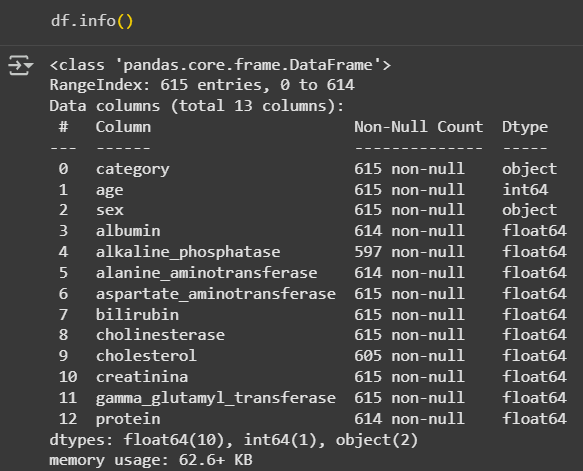 df.info()
<class 'pandas.core.frame.DataFrame'>
RangeIndex: 615 entries, 0 to 614
Data columns (total 13 columns):
 #   Column                      Non-Null Count  Dtype
---  ------                      --------------  -----
 0   category                    615 non-null    object
 1   age                         615 non-null    int64
 2   sex                         615 non-null    object
 3   albumin                     614 non-null    float64
 4   alkaline_phosphatase        597 non-null    float64
 5   alanine_aminotransferase    614 non-null    float64
 6   aspartate_aminotransferase  615 non-null    float64
 7   bilirubin                   615 non-null    float64
 8   cholinesterase              615 non-null    float64
 9   cholesterol                 605 non-null    float64
 10  creatinina                  615 non-null    float64
 11  gamma_glutamyl_transferase  615 non-null    float64
 12  protein                     614 non-null    float64
dtypes: float64(10), int64(1), object(2)
memory usage: 62.6+ KB